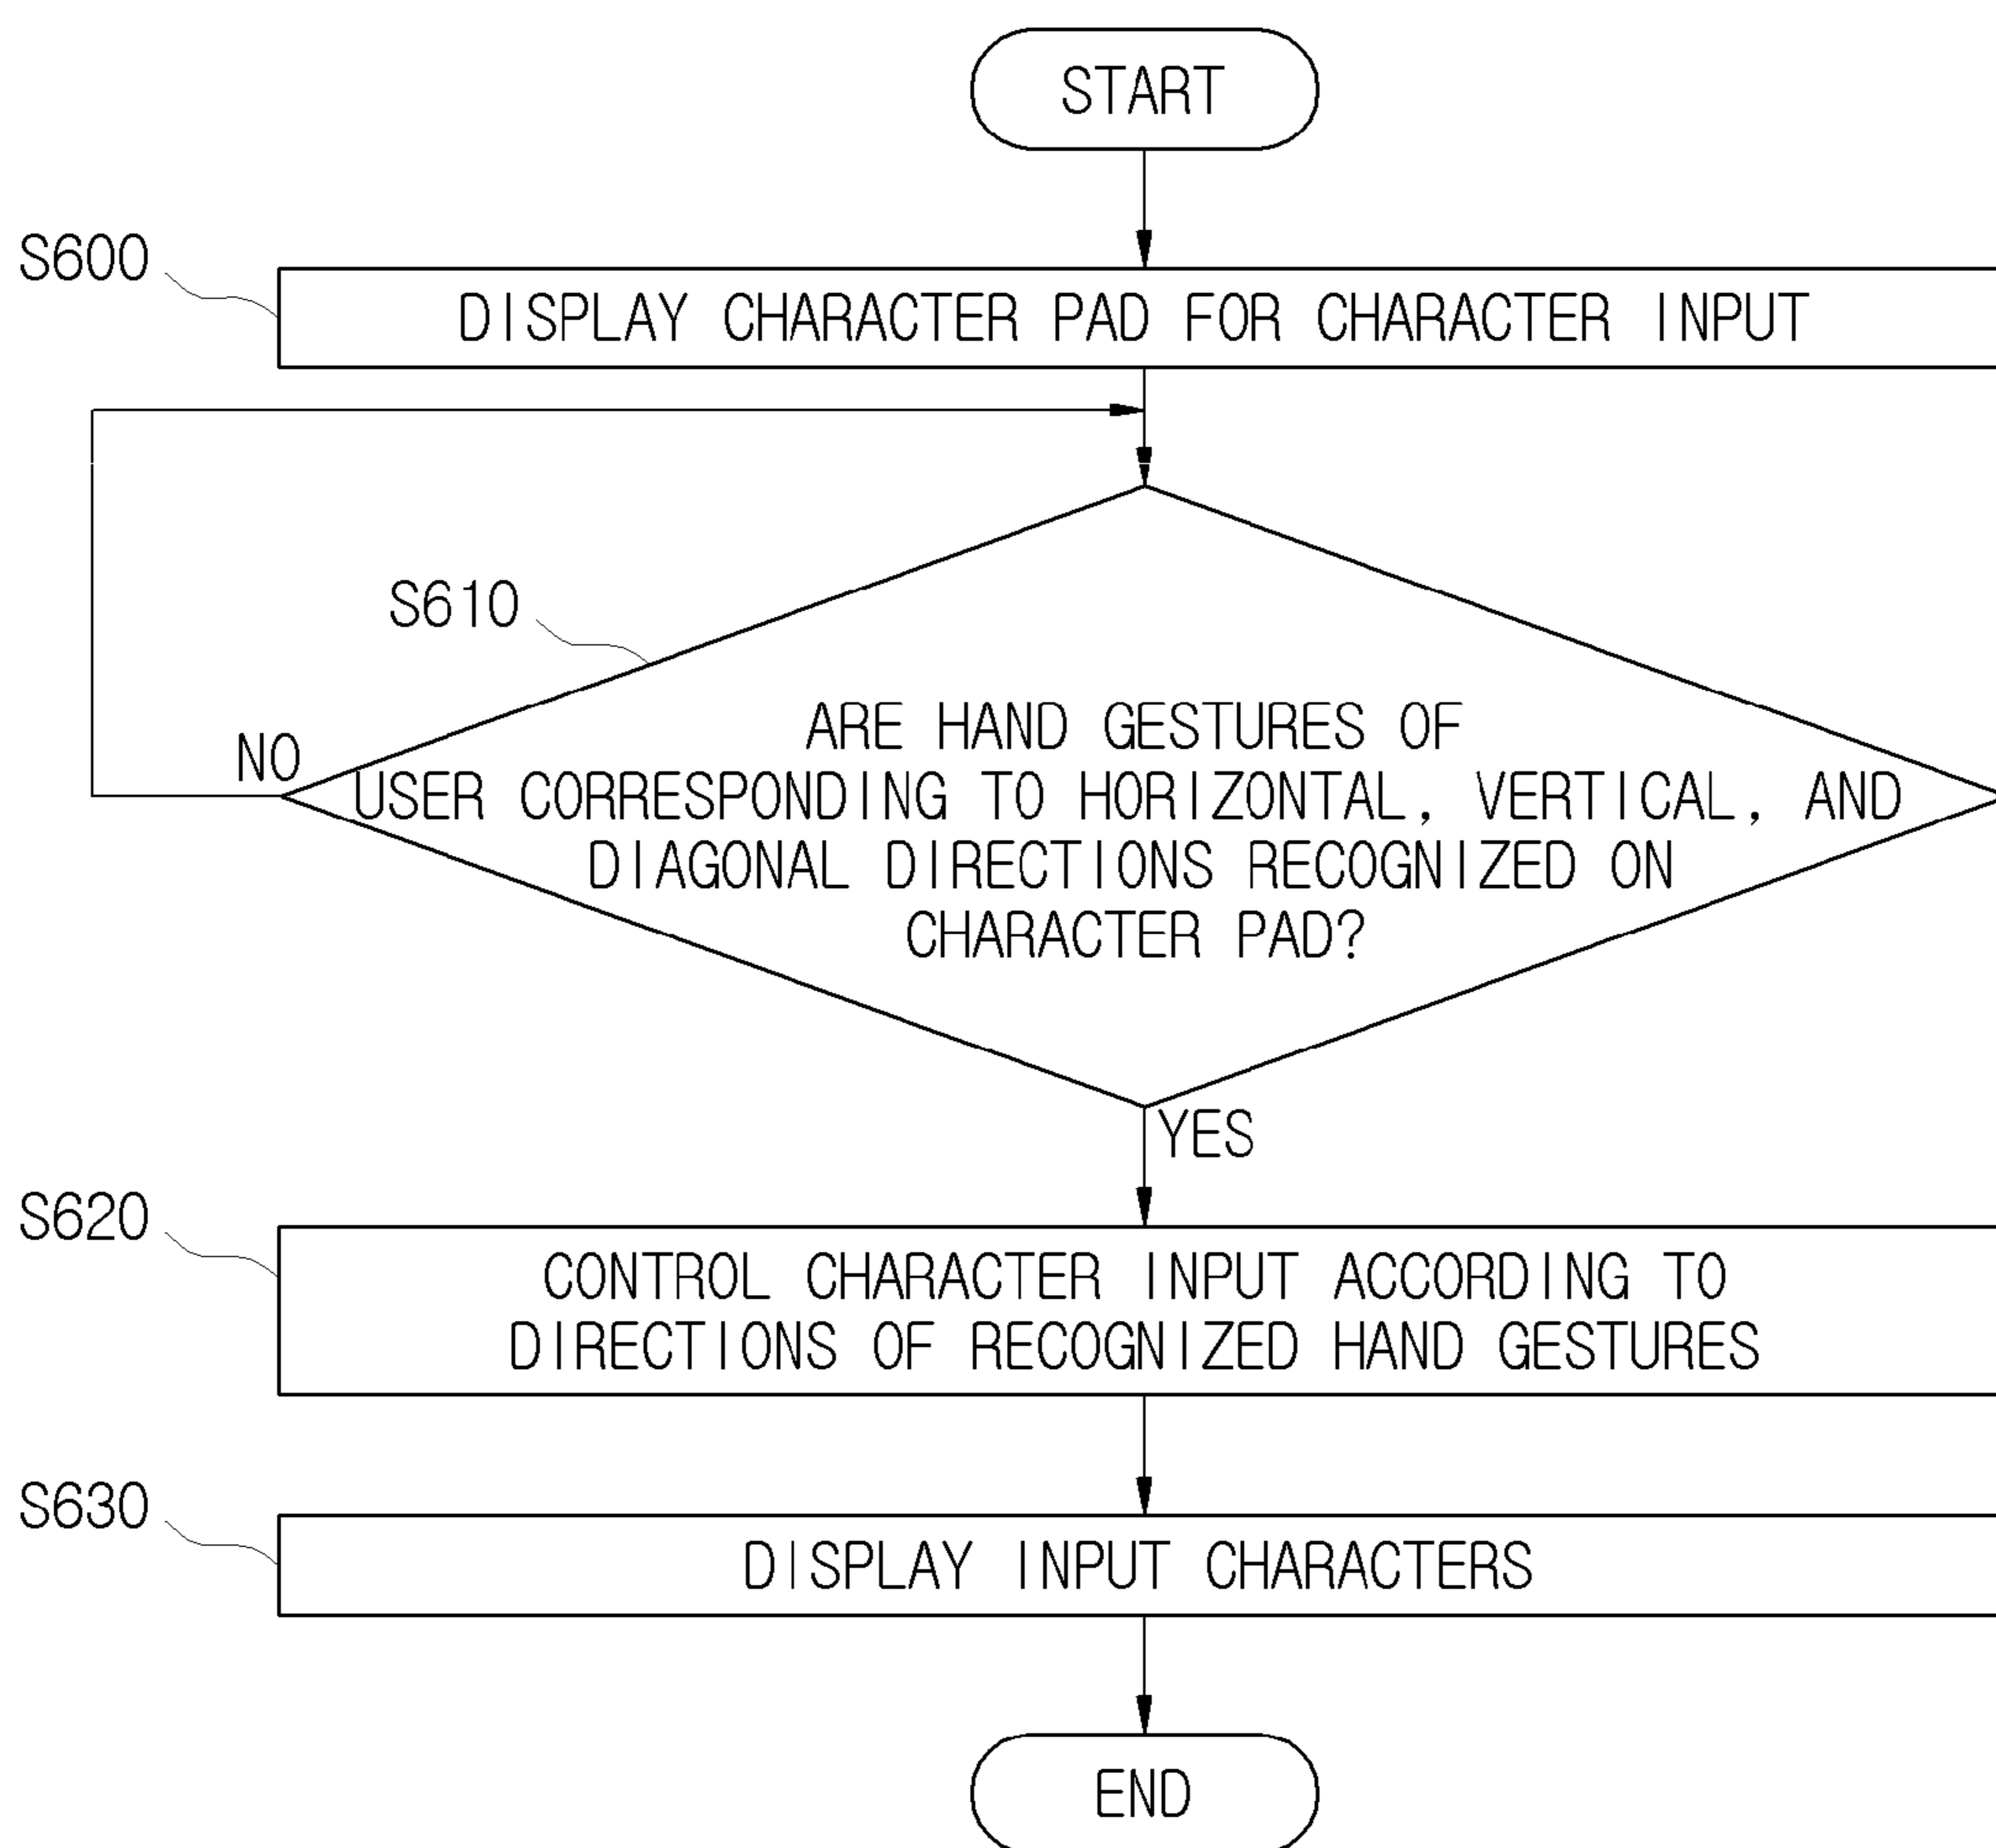 START
S600
DISPLAY CHARACTER PAD FOR CHARACTER INPUT
S610
ARE HAND GESTURES OF
NO
USER CORRESPONDING TO HORIZONTAL, VERTICAL, AND
DIAGONAL DIRECTIONS RECOGNIZED ON
CHARACTER PAD?
YES
S620
CONTROL CHARACTER INPUT ACCORDING TO
DIRECTIONS OF RECOGNIZED HAND GESTURES
S630
DISPLAY INPUT CHARACTERS
END